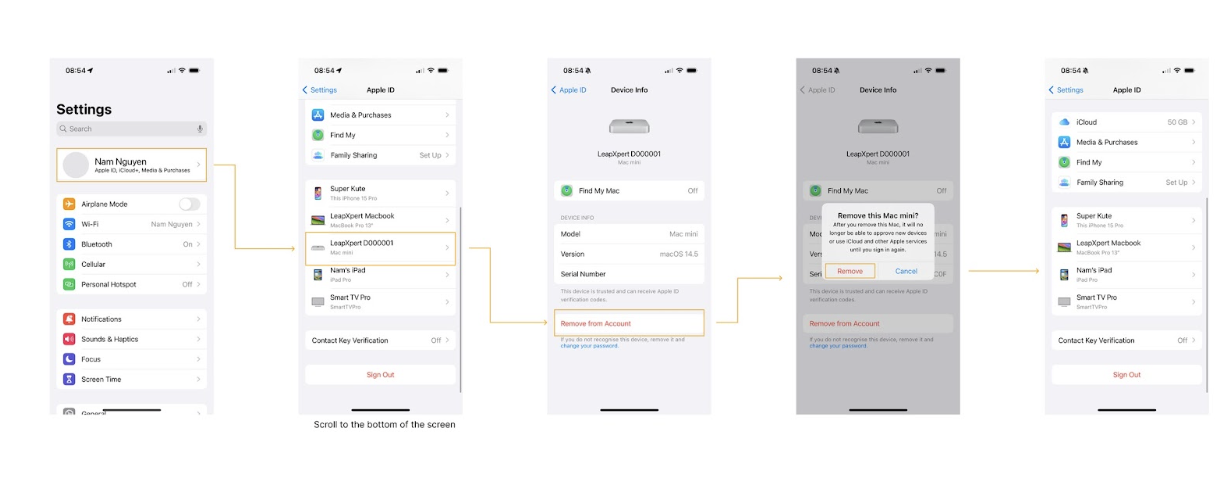 08:54
Settings
Search
Nam Nguyen
Apple ID, iCloud+, Media & Purchases
Airplane Mode
Wi-Fi Nam Nguyen
Bluetooth On
Cellular
Personal Hotspot Off
Notifications
Sounds & Haptics
Focus
Screen Time
General
08:54
Settings Apple ID
Media & Purchases
Find My
Family Sharing Set Up
Super Kute
This iPhone 15 Pro
LeapXpert Macbook
MacBook Pro 13"
LeapXpert D000001
Mac mini
Nam's iPad
iPad Pro
Smart TV Pro
SmartTVPro
Contact Key Verification Off
Sign Out
Scroll to the bottom of the screen
08:54
Apple ID Device Info
LeapXpert D000001
Mac mini
Find My Mac Off
DEVICE INFO
Model Mac mini
Version macOS 14.5
Serial Number
This device is trusted and can receive Apple ID
verification codes.
Remove from Account
If you do not recognise this device, remove it and
change your password.
08:54
Apple ID Device Info
LeapXpert D000001
Mac mini
Find My Mac Off
Remove this Mac mini?
After you remove this Mac, it will no
longer be able to approve new devices
or use iCloud and other Apple services
until you sign in again.
Remove Cancel
This device is trusted and can receive Apple ID
verification codes.
Remove from Account
If you do not recognise this device, remove it and
change your password.
08:54
Settings Apple ID
iCloud 50 GB
Media & Purchases
Find My
Family Sharing Set Up
Super Kute
This iPhone 15 Pro
LeapXpert Macbook
MacBook Pro 13"
Nam's iPad
iPad Pro
Smart TV Pro
SmartTVPro
Contact Key Verification Off
Sign Out